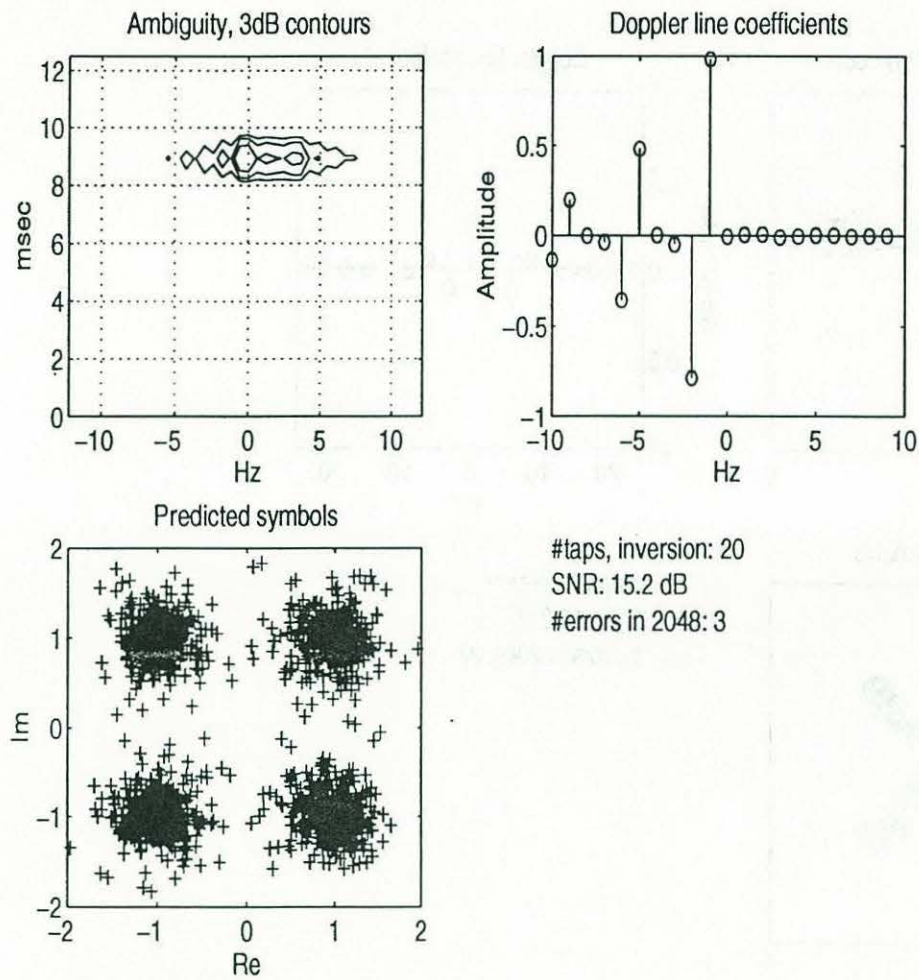 Ambiguity, 3dB contours
12
10
8
6
4
2
0
msec
−10 −5 0 5 10
Hz
Doppler line coefficients
1
0.5
0
−0.5
−1
Amplitude
−10 −5 0 5 10
Hz
Predicted symbols
2
1
0
−1
−2
Im
−2 −1 0 1 2
Re
#taps, inversion: 20
SNR: 15.2 dB
#errors in 2048: 3